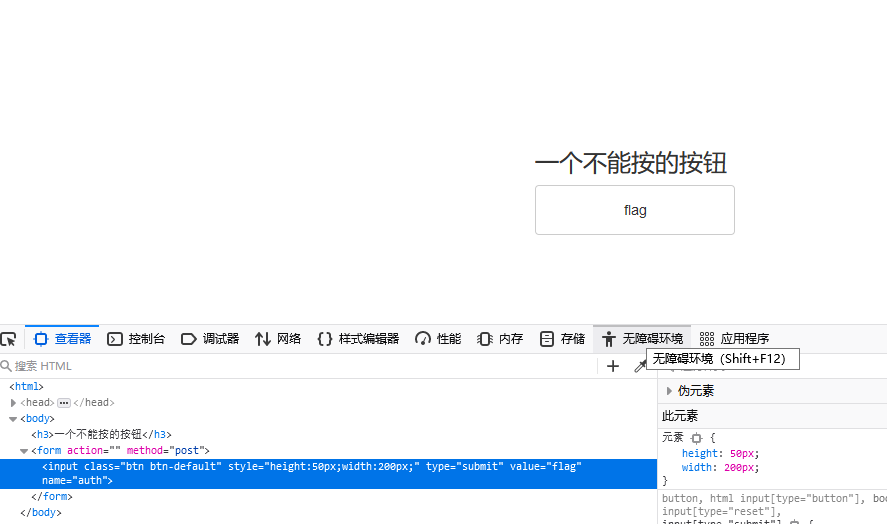 一个不能按的按钮
flag
查看器 控制台 调试器 网络 样式编辑器 性能 内存 存储 无障碍环境 应用程序
搜索 HTML
无障碍环境（Shift+F12）
<html>
<head> </head>
<body>
<h3>一个不能按的按钮</h3>
<form action="" method="post">
<input class="btn btn-default" style="height:50px;width:200px;" type="submit" value="flag"
name="auth">
</form>
</body>
伪元素
此元素
元素 {
height: 50px;
width: 200px;
}
button, html input[type="button"],
input[type="reset"],
input[type="submit"] {